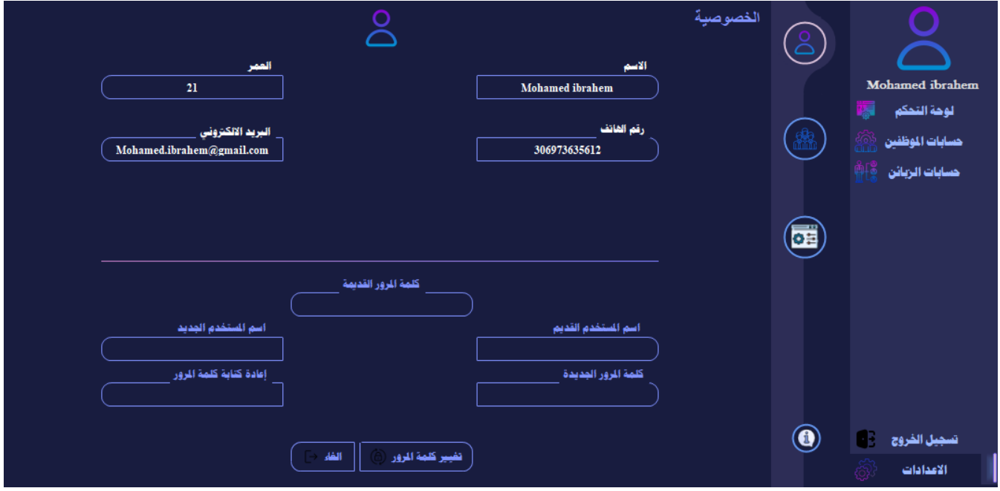 Mohamed ibrahem
لوحة التحكم
حسابات الموظفين
حسابات الزبائن
تسجيل الخروج
الاعدادات
الخصوصية
الاسم
Mohamed ibrahem
العمر
21
رقم الهاتف
306973635612
البريد الالكتروني
Mohamed.ibrahem@gmail.com
كلمة المرور القديمة
اسم المستخدم القديم
اسم المستخدم الجديد
كلمة المرور الجديدة
إعادة كتابة كلمة المرور
تغيير كلمة المرور
الغاء